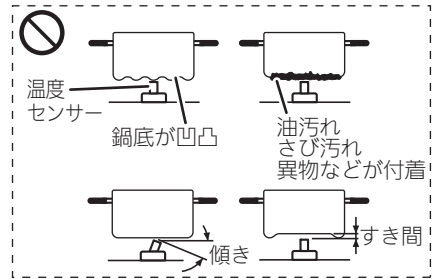 温度
センサー
鍋底が凹凸
油汚れ
さび汚れ
異物などが付着
傾き
すき間